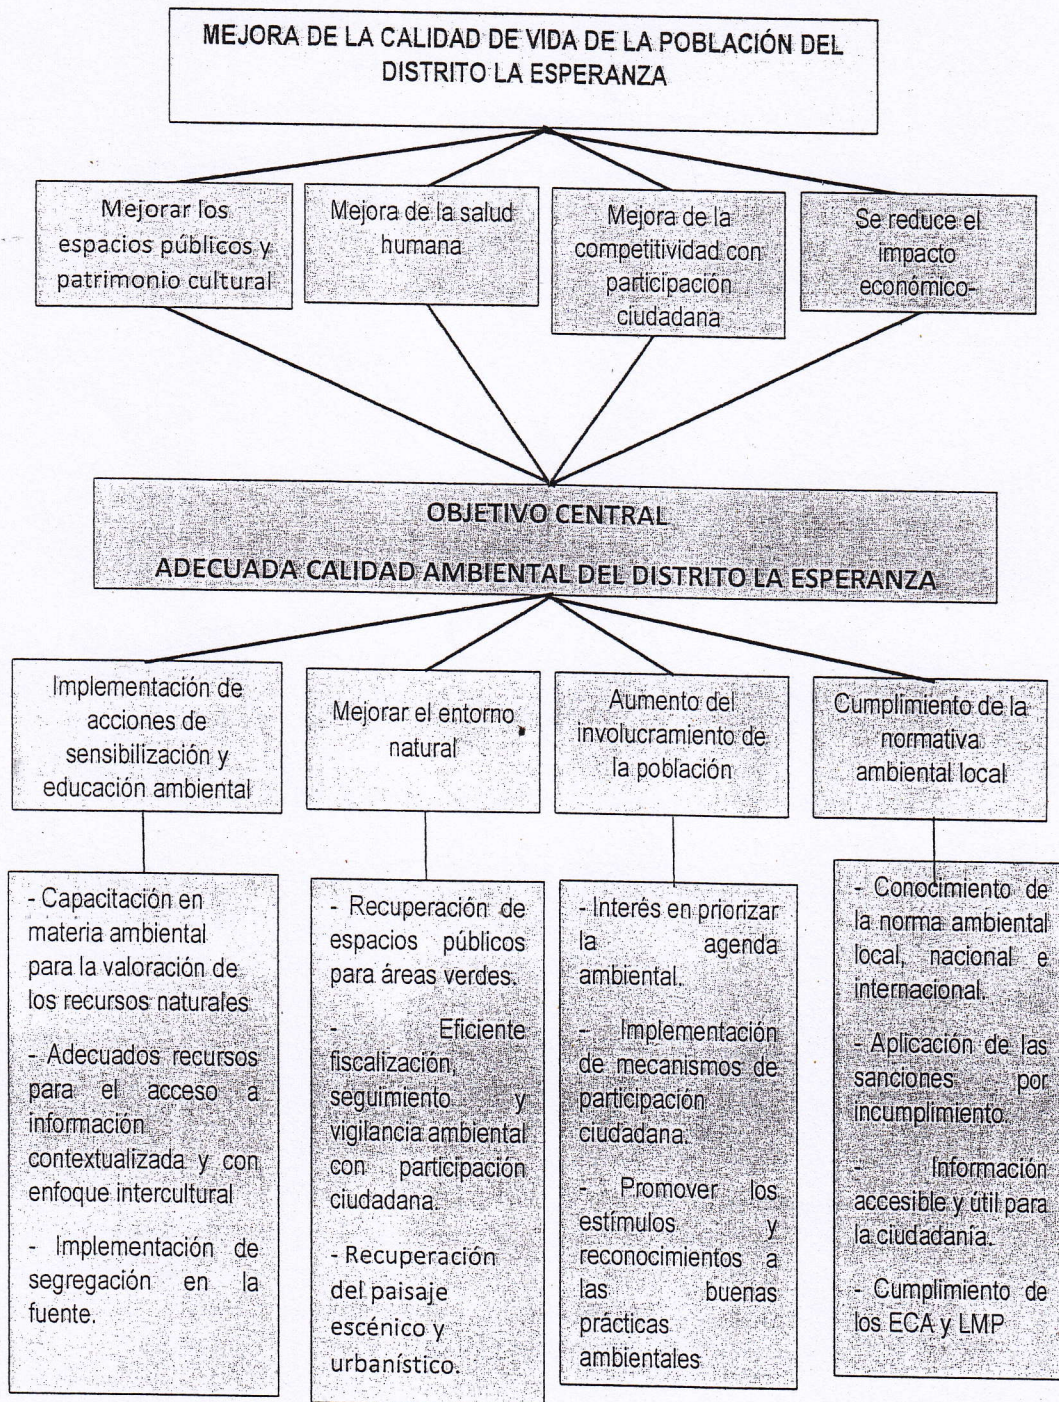 MEJORA DE LA CALIDAD DE VIDA DE LA POBLACIÓN DEL
DISTRITO LA ESPERANZA
Mejorar los
espacios públicos y
patrimonio cultural
Mejora de la salud
humana
Mejora de la
competitividad con
participación
ciudadana
Se reduce el
impacto
económico-
OBJETIVO CENTRAL
ADECUADA CALIDAD AMBIENTAL DEL DISTRITO LA ESPERANZA
Implementación de
acciones de
sensibilización y
educación ambiental
Mejorar el entorno
natural
Aumento del
involucramiento de
la población
Cumplimiento de la
normativa
ambiental local
- Capacitación en
materia ambiental
para la valoración de
los recursos naturales
- Adecuados recursos
para el acceso a
información
contextualizada y con
enfoque intercultural
- Implementación de
segregación en la
fuente.
- Recuperación de
espacios públicos
para áreas verdes.
- Eficiente
fiscalización,
seguimiento y
vigilancia ambiental
con participación
ciudadana.
- Recuperación
del paisaje
escénico y
urbanístico.
- Interés en priorizar
la agenda
ambiental.
- Implementación
de mecanismos de
participación
ciudadana.
- Promover los
estímulos y
reconocimientos a
las buenas
prácticas
ambientales
- Conocimiento de
la norma ambiental
local, nacional e
internacional.
- Aplicación de las
sanciones por
incumplimiento.
- Información
accesible y útil para
la ciudadanía.
- Cumplimiento de
los ECA y LMP